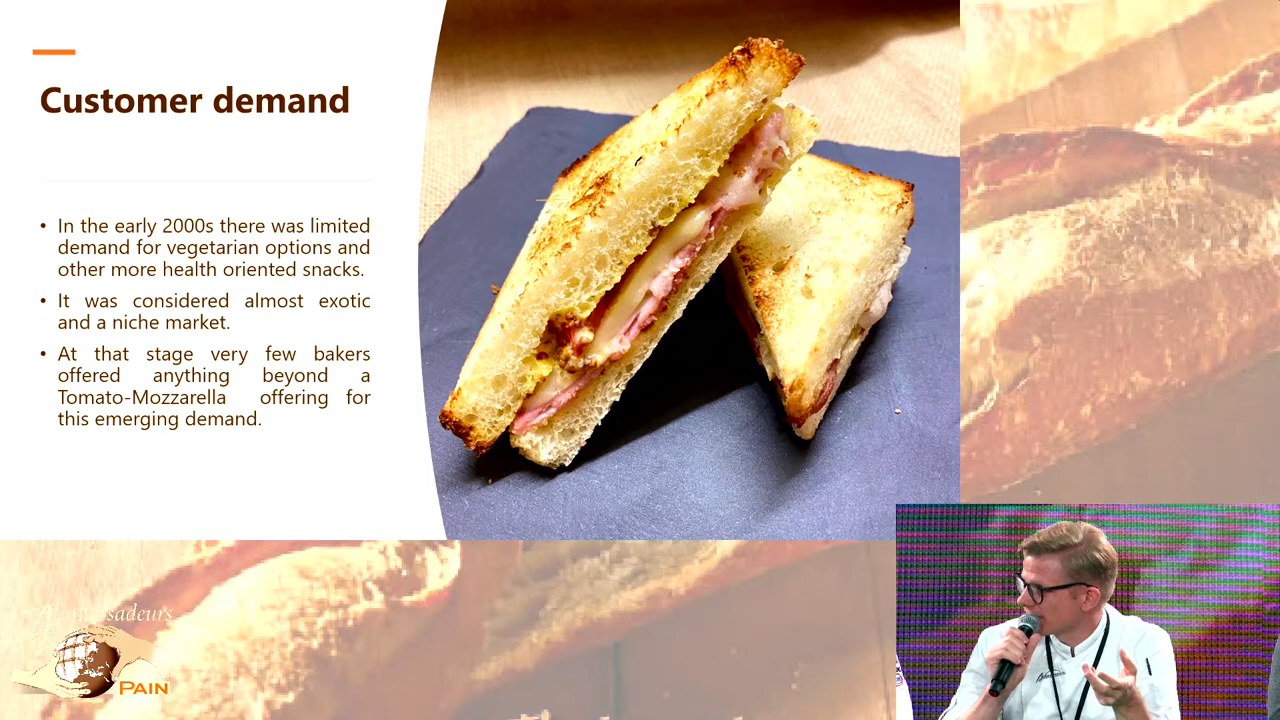 Customer demand
• In the early 2000s there was limited
demand for vegetarian options and
other more health oriented snacks.
• It was considered almost exotic
and a niche market.
• At that stage very few bakers
offered anything beyond a
Tomato-Mozzarella offering for
this emerging demand.
Ambassadeurs
PAIN